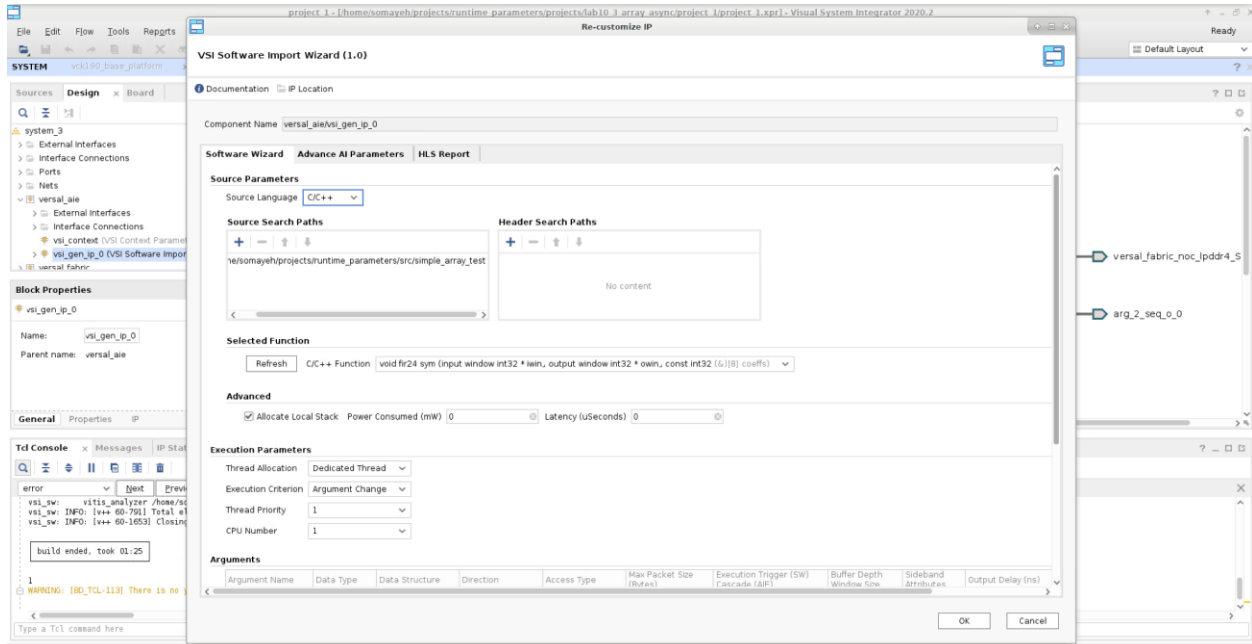 project_1 - [/home/somayeh/projects/runtime_parameters/projects/lab10_3_array_async/project_1/project_1.xpr] - Visual System Integrator 2020.2
File Edit Flow Tools Reports
Re-customize IP
Ready
Default Layout
SYSTEM vck190_base_platform
?
VSI Software Import Wizard (1.0)
Sources Design × Board
? 
Documentation IP Location
system_3
External Interfaces
Interface Connections
Ports
Nets
versal_aie
External Interfaces
Interface Connections
vsi_context (VSI Context Paramet
vsi_gen_ip_0 (VSI Software Impor
versal_fabric
Component Name versal_aie/vsi_gen_ip_0
Software Wizard Advance AI Parameters HLS Report
Source Parameters
Source Language C/C++
Source Search Paths Header Search Paths
ne/somayeh/projects/runtime_parameters/src/simple_array_test
No content
versal_fabric_noc_lpddr4_S
arg_2_seq_o_0
Block Properties
vsi_gen_ip_0
Name: vsi_gen_ip_0
Parent name: versal_aie
General Properties IP
Selected Function
Refresh C/C++ Function void fir24 sym (input window int32 * iwin, output window int32 * owin, const int32 (&)[8] coeffs)
Advanced
Allocate Local Stack Power Consumed (mW) 0 Latency (uSeconds) 0
Execution Parameters
Thread Allocation Dedicated Thread
Execution Criterion Argument Change
Thread Priority 1
CPU Number 1
Arguments
Argument Name Data Type Data Structure Direction Access Type Max Packet Size (Bytes) Execution Trigger (SW) Cascade (AIE) Buffer Depth Window Size Sideband Attributes Output Delay (ns)
OK Cancel
Tcl Console × Messages IP Stat
?
error Next Previ
vsi_sw: vitis_analyzer /home/so
vsi_sw: INFO: [v++ 60-791] Total el
vsi_sw: INFO: [v++ 60-1653] Closing
build ended, took 01:25
1
WARNING: [BD_TCL-113] There is no
Type a Tcl command here